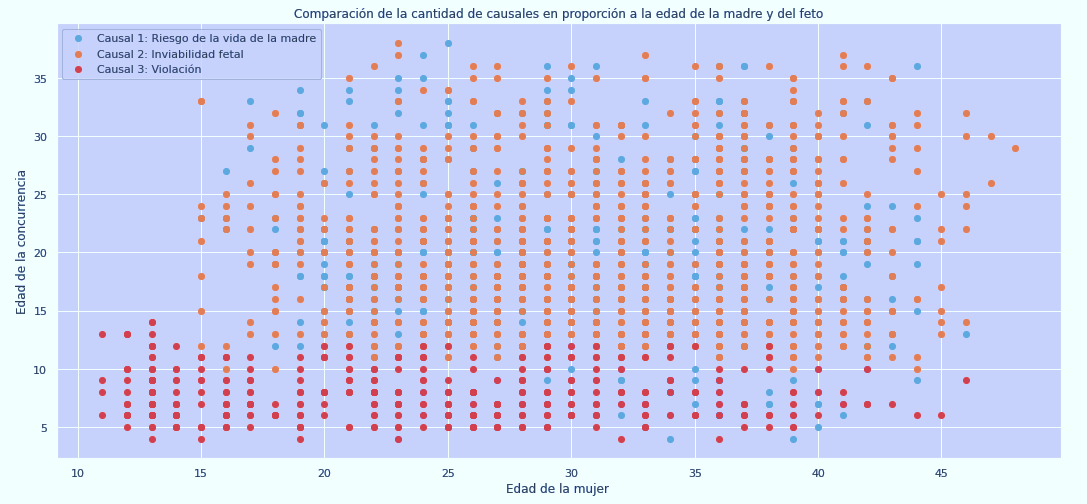 Comparación de la cantidad de causales en proporción a la edad de la madre y del feto
Causal 1: Riesgo de la vida de la madre
Causal 2: Inviabilidad fetal
Causal 3: Violación
Edad de la concurrencia
35
30
25
20
15
10
5
10 15 20 25 30 35 40 45
Edad de la mujer